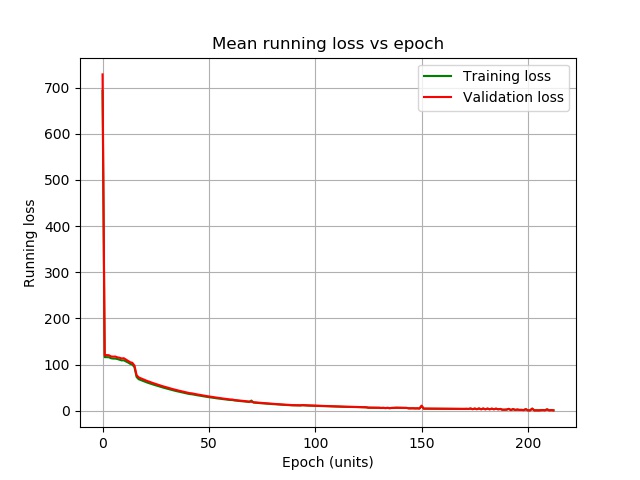 Mean running loss vs epoch
Training loss
Validation loss
700
600
500
400
300
200
100
0
Running loss
0
50
100
150
200
Epoch (units)